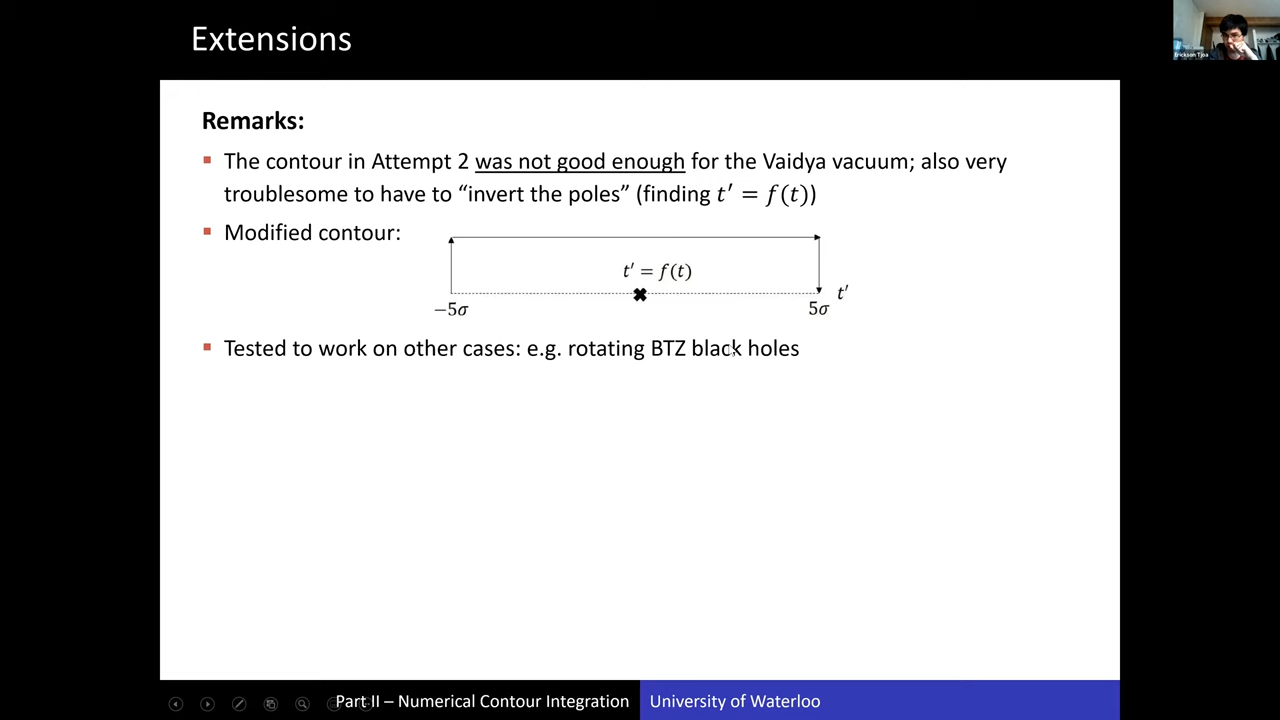 Extensions
Erickson Tjoa
Remarks:
▪ The contour in Attempt 2 was not good enough for the Vaidya vacuum; also very
troublesome to have to “invert the poles” (finding t′ = f(t))
▪ Modified contour:
t′ = f(t)
−5σ
5σ
t′
▪ Tested to work on other cases: e.g. rotating BTZ black holes
Part II – Numerical Contour Integration
University of Waterloo